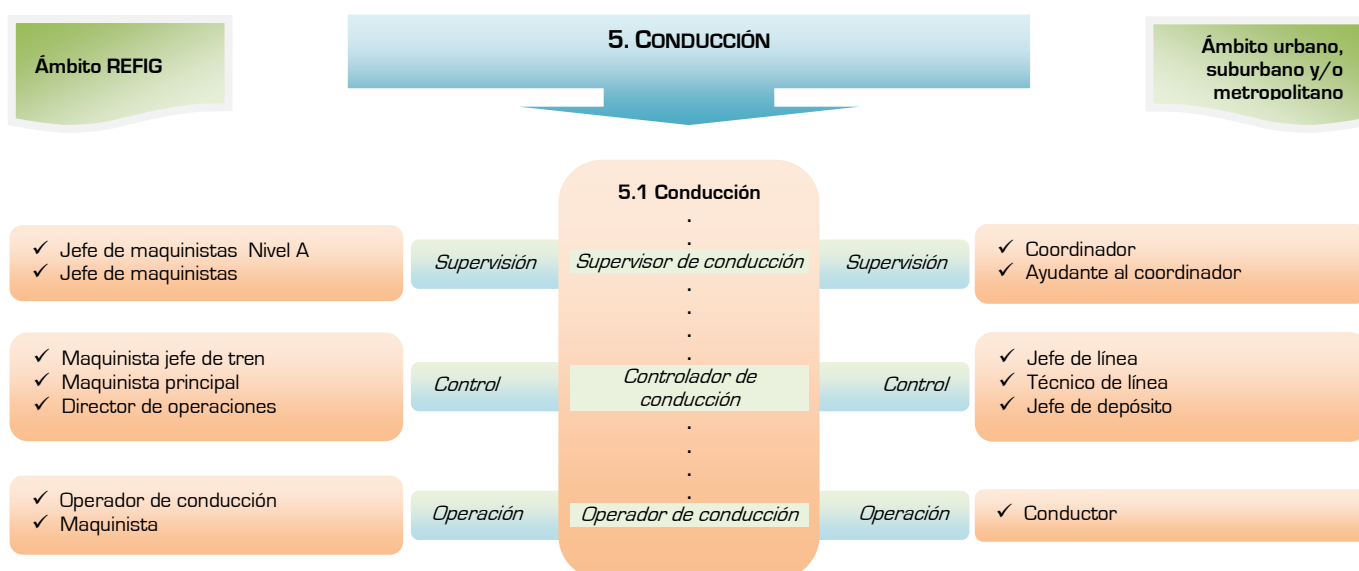 Ámbito REFIG
5. CONDUCCIÓN
Ámbito urbano,
suburbano y/o
metropolitano
5.1 Conducción
✓ Jefe de maquinistas Nivel A
✓ Jefe de maquinistas
Supervisión
Supervisor de conducción
Supervisión
✓ Coordinador
✓ Ayudante al coordinador
✓ Maquinista jefe de tren
✓ Maquinista principal
✓ Director de operaciones
Control
Controlador de
conducción
Control
✓ Jefe de línea
✓ Técnico de línea
✓ Jefe de depósito
✓ Operador de conducción
✓ Maquinista
Operación
Operador de conducción
Operación
✓ Conductor